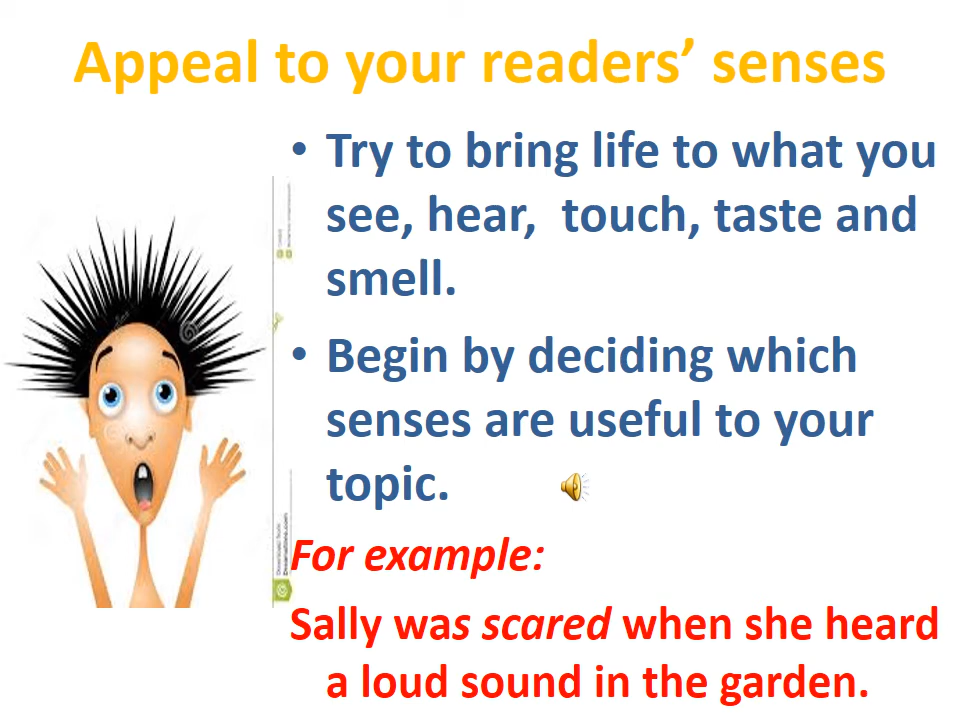 Appeal to your readers’ senses
• Try to bring life to what you
see, hear,  touch, taste and
smell.
• Begin by deciding which
senses are useful to your
topic.
For example:
Sally was scared when she heard
a loud sound in the garden.